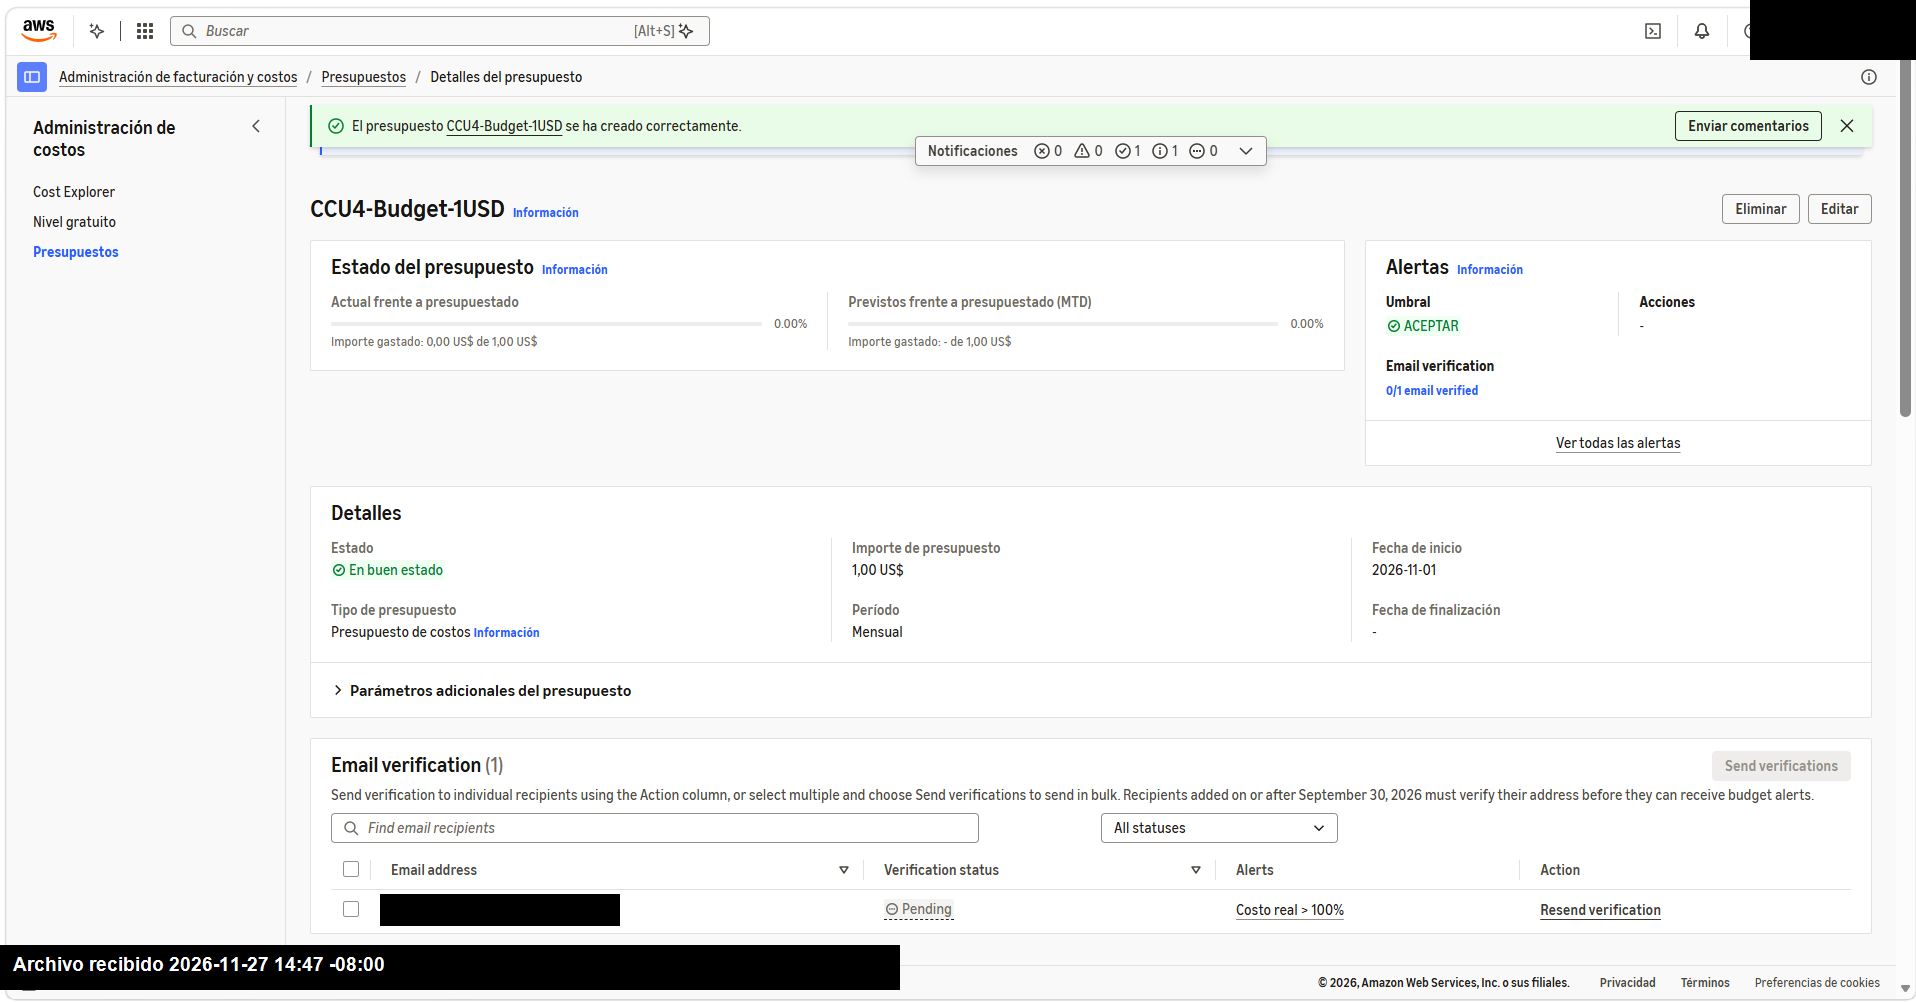 aws
Buscar
[Alt+S]
Administración de facturación y costos / Presupuestos / Detalles del presupuesto
Administración de costos
Cost Explorer
Nivel gratuito
Presupuestos
El presupuesto CCU4-Budget-1USD se ha creado correctamente.
Enviar comentarios
Notificaciones 0 0 1 1 0
CCU4-Budget-1USD Información
Eliminar
Editar
Estado del presupuesto Información
Actual frente a presupuestado
0.00%
Importe gastado: 0,00 US$ de 1,00 US$
Previstos frente a presupuestado (MTD)
0.00%
Importe gastado: - de 1,00 US$
Alertas Información
Umbral
ACEPTAR
Acciones
-
Email verification
0/1 email verified
Ver todas las alertas
Detalles
Estado
En buen estado
Tipo de presupuesto
Presupuesto de costos Información
Importe de presupuesto
1,00 US$
Período
Mensual
Fecha de inicio
2026-11-01
Fecha de finalización
-
Parámetros adicionales del presupuesto
Email verification (1)
Send verifications
Send verification to individual recipients using the Action column, or select multiple and choose Send verifications to send in bulk. Recipients added on or after September 30, 2026 must verify their address before they can receive budget alerts.
Find email recipients
All statuses
Email address
Verification status
Alerts
Action
Pending
Costo real > 100%
Resend verification
Archivo recibido 2026-11-27 14:47 -08:00
© 2026, Amazon Web Services, Inc. o sus filiales.
Privacidad
Términos
Preferencias de cookies